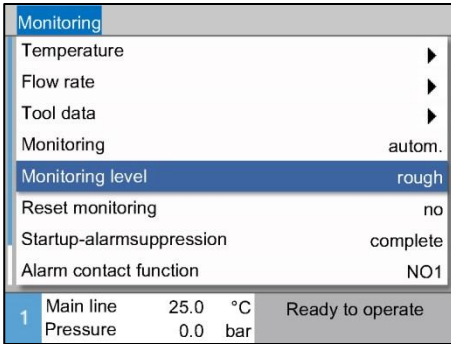 Monitoring
Temperature
Flow rate
Tool data
Monitoring autom.
Monitoring level rough
Reset monitoring no
Startup-alarmsuppression complete
Alarm contact function NO1
1 Main line 25.0 °C Ready to operate
Pressure 0.0 bar